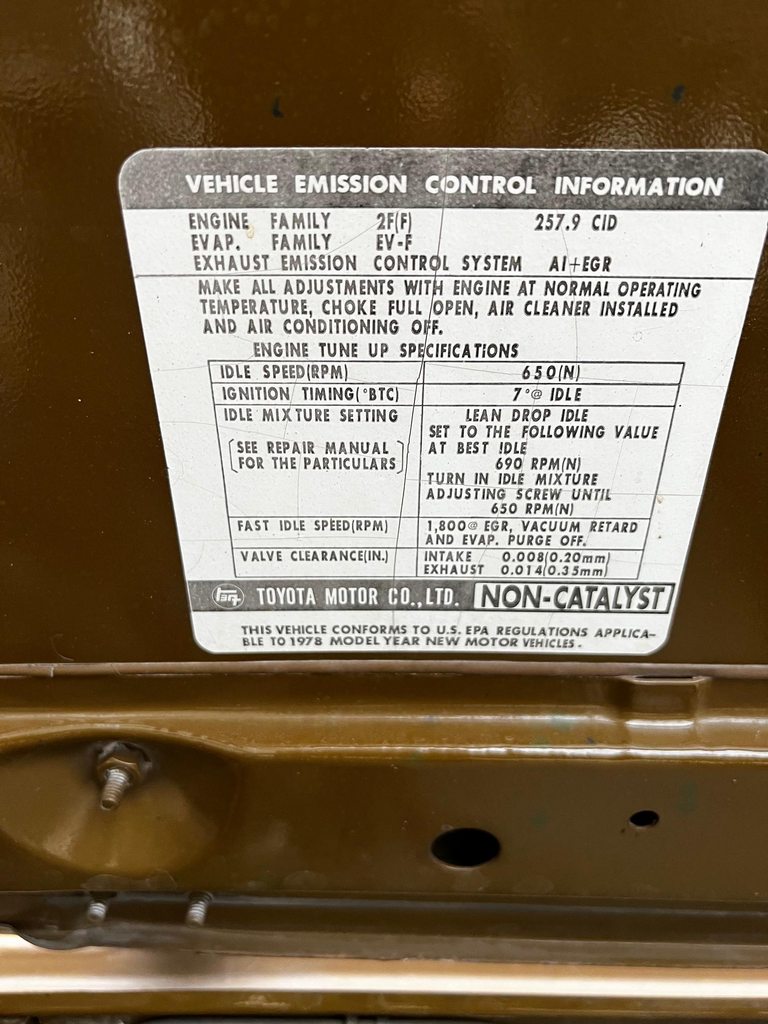 VEHICLE EMISSION CONTROL INFORMATION
ENGINE FAMILY 2F(F) 257.9 CID
EVAP. FAMILY EV-F
EXHAUST EMISSION CONTROL SYSTEM AI+EGR
MAKE ALL ADJUSTMENTS WITH ENGINE AT NORMAL OPERATING
TEMPERATURE, CHOKE FULL OPEN, AIR CLEANER INSTALLED
AND AIR CONDITIONING OFF.
ENGINE TUNE UP SPECIFICATIONS
IDLE SPEED(RPM) 650(N)
IGNITION TIMING(°BTC) 7°@ IDLE
IDLE MIXTURE SETTING LEAN DROP IDLE
SET TO THE FOLLOWING VALUE
(SEE REPAIR MANUAL AT BEST IDLE
FOR THE PARTICULARS) 690 RPM(N)
TURN IN IDLE MIXTURE
ADJUSTING SCREW UNTIL
650 RPM(N)
FAST IDLE SPEED(RPM) 1,800@ EGR, VACUUM RETARD
AND EVAP. PURGE OFF.
VALVE CLEARANCE(IN.) INTAKE 0.008(0.20mm)
EXHAUST 0.014(0.35mm)
TEQ TOYOTA MOTOR CO., LTD. NON-CATALYST
THIS VEHICLE CONFORMS TO U.S. EPA REGULATIONS APPLICA-
BLE TO 1978 MODEL YEAR NEW MOTOR VEHICLES.